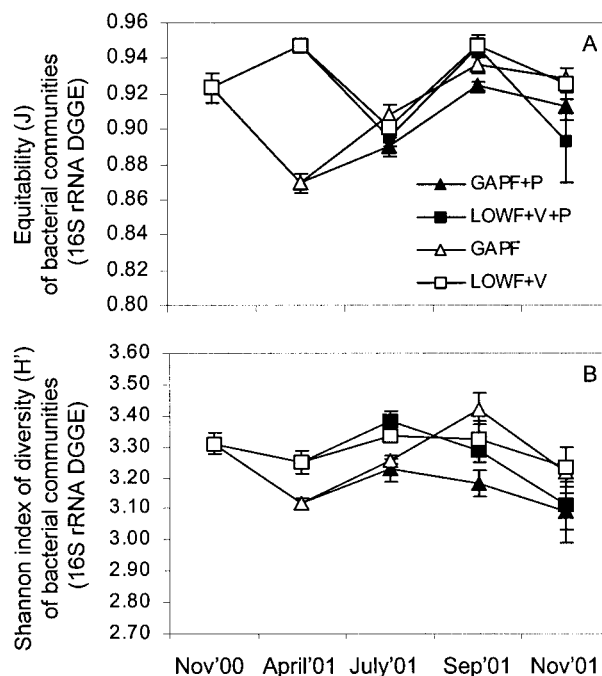 Equitability (J)
of bacterial communities
(16S rRNA DGGE)
0.96
0.94
0.92
0.90
0.88
0.86
0.84
0.82
0.80
A
GAPF+P
LOWF+V+P
GAPF
LOWF+V
Shannon index of diversity (H')
of bacterial communities
(16S rRNA DGGE)
3.60
3.50
3.40
3.30
3.20
3.10
3.00
2.90
2.80
2.70
B
Nov'00 April'01 July'01 Sep'01 Nov'01